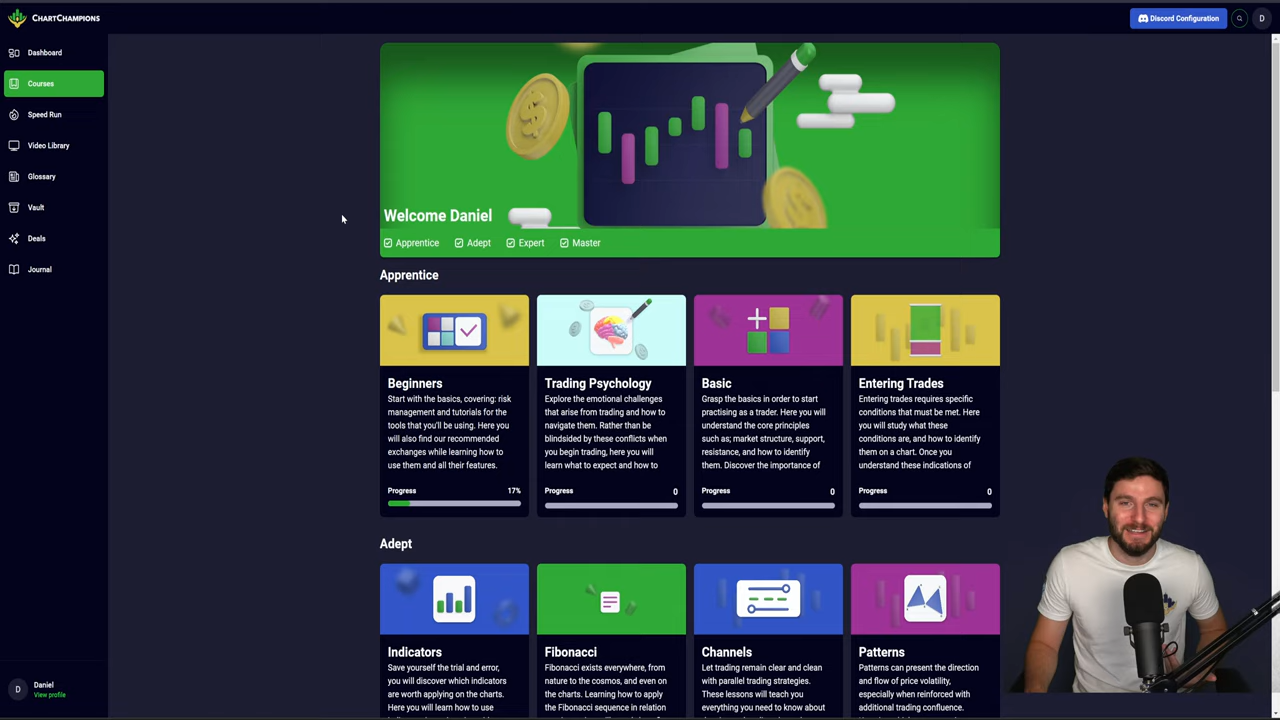 CHARTCHAMPIONS
Discord Configuration
D
Dashboard
Courses
Speed Run
Video Library
Glossary
Vault
Deals
Journal
Welcome Daniel
Apprentice
Adept
Expert
Master
Apprentice
Beginners
Start with the basics, covering: risk
management and tutorials for the
tools that you'll be using. Here you
will also find our recommended
exchanges while learning how to
use them and all their features.
Progress 17%
Trading Psychology
Explore the emotional challenges
that arise from trading and how to
navigate them. Rather than be
blindsided by these conflicts when
you begin trading, here you will
learn what to expect and how to
Progress 0
Basic
Grasp the basics in order to start
practising as a trader. Here you will
understand the core principles
such as; market structure, support,
resistance, and how to identify
them. Discover the importance of
Progress 0
Entering Trades
Entering trades requires specific
conditions that must be met. Here
you will study what these
conditions are, and how to identify
them on a chart. Once you
understand these indications of
Progress 0
Adept
Indicators
Save yourself the trial and error,
you will discover which indicators
are worth applying on the charts.
Here you will learn how to use
Fibonacci
Fibonacci exists everywhere, from
nature to the cosmos, and even on
the charts. Learning how to apply
the Fibonacci sequence in relation
Channels
Let trading remain clear and clean
with parallel trading strategies.
These lessons will teach you
everything you need to know about
Patterns
Patterns can present the direction
and flow of price volatility,
especially when reinforced with
additional trading confluence.
D
Daniel
View profile